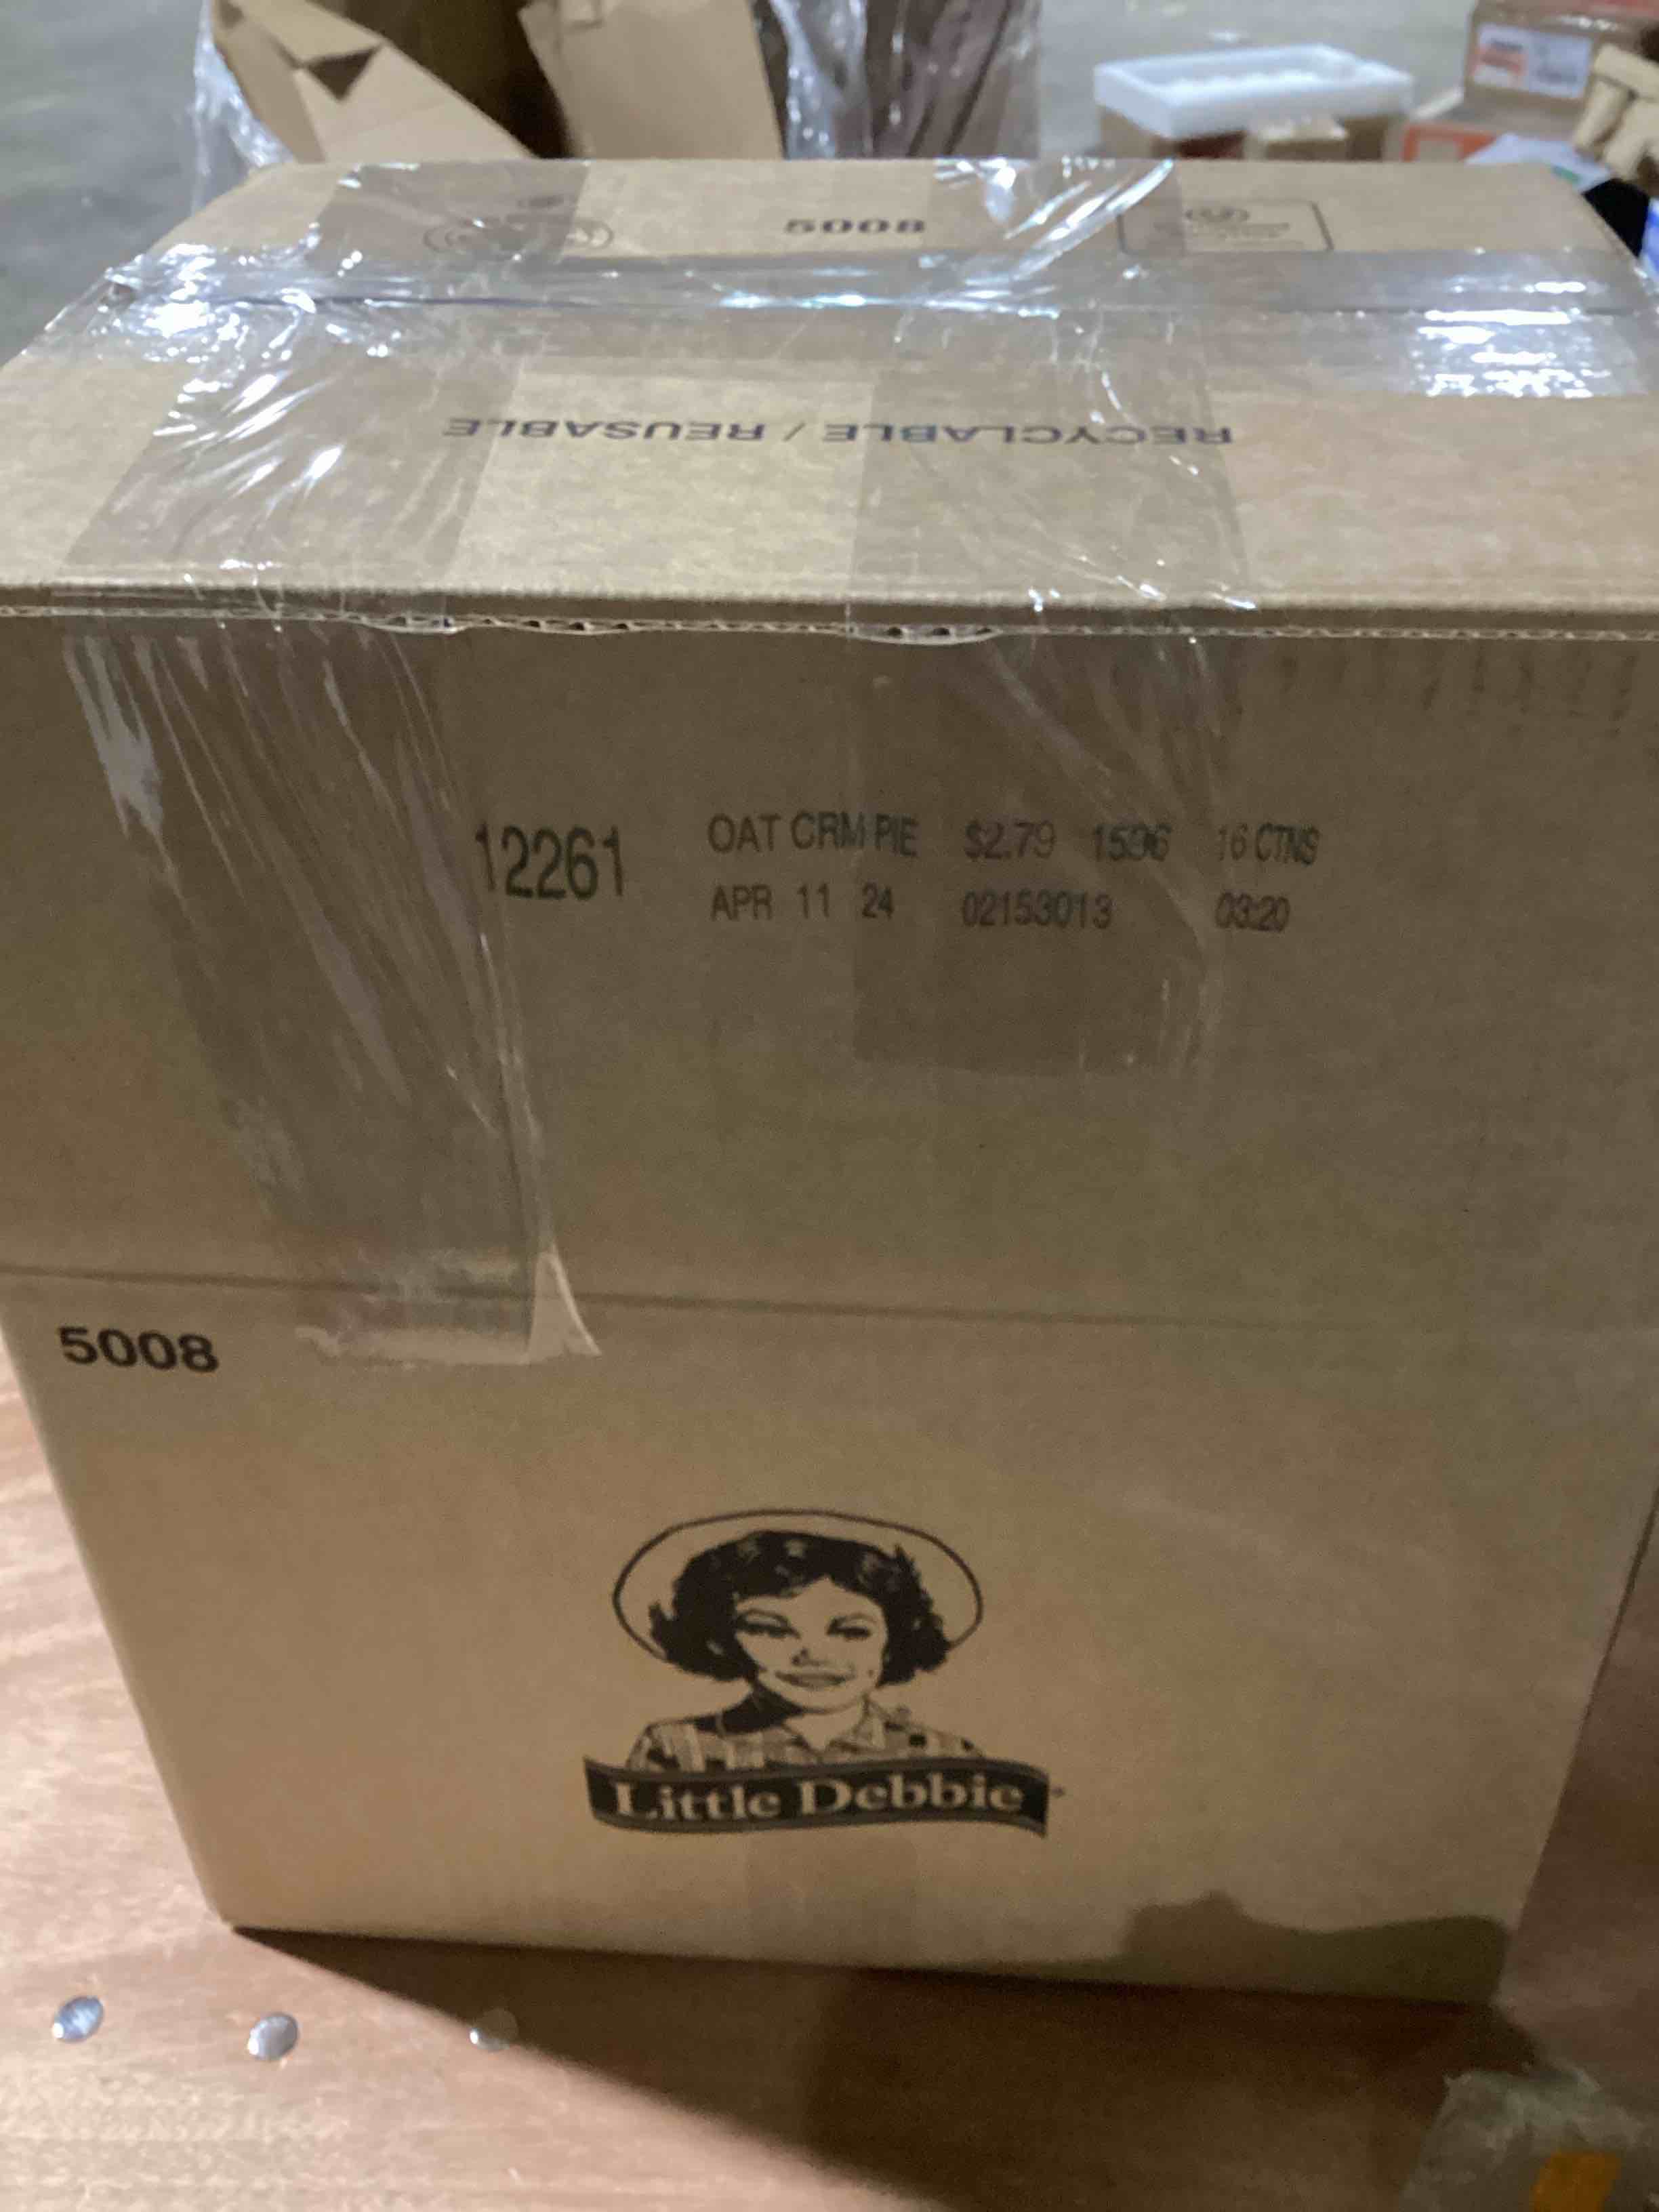 5008
RECYCLABLE / REUSABLE
12261 OAT CRM PIE $2.79 1596 16 CTNS
APR 11 24 02153013 03:20
5008
Little Debbie